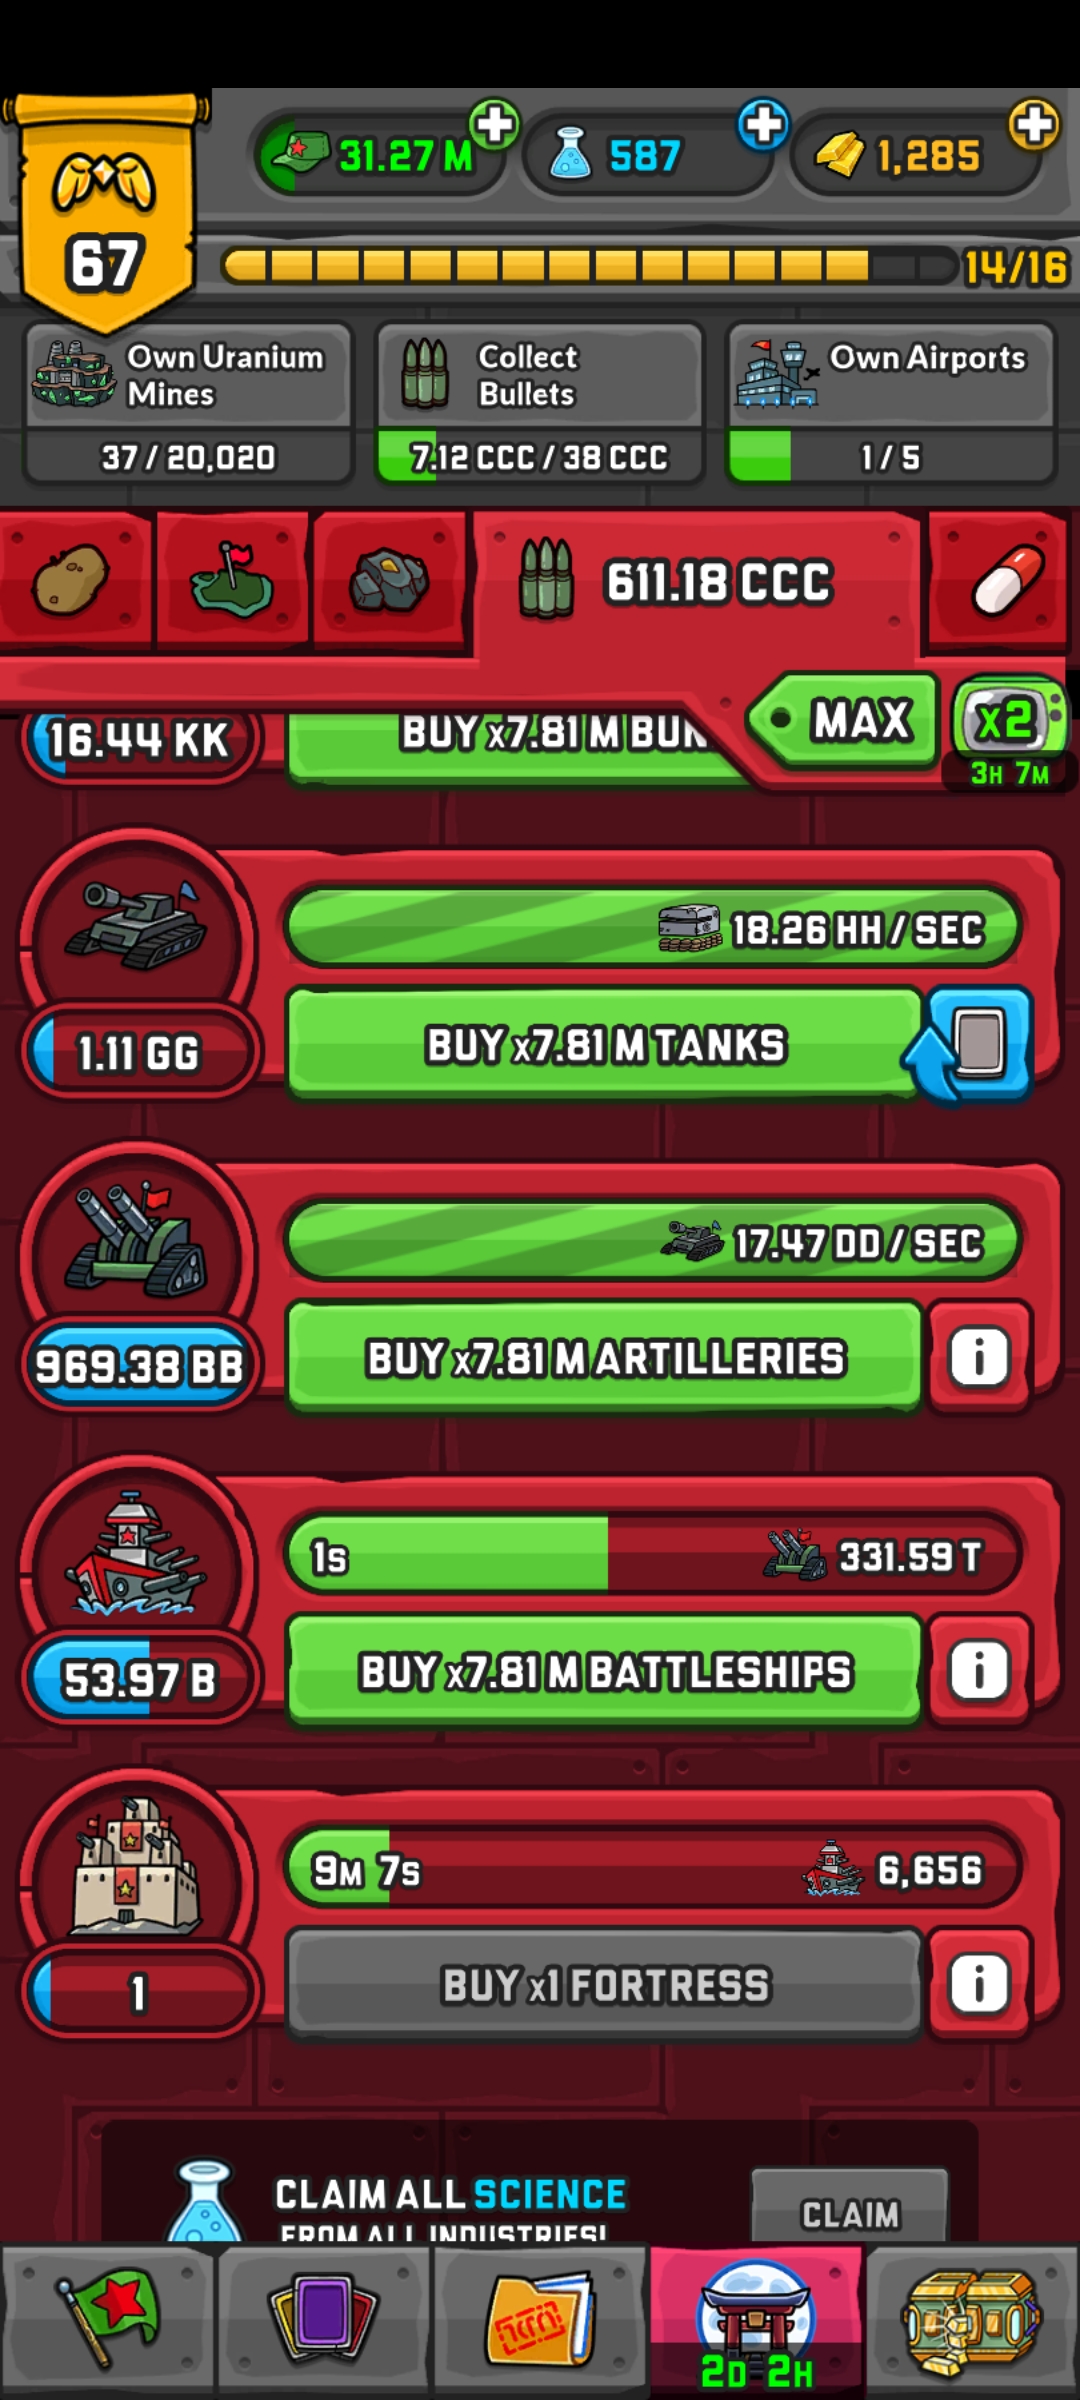 31.27 M
587
1,285
67
14/16
Own Uranium
Mines
37 / 20,020
Collect
Bullets
7.12 CCC / 38 CCC
Own Airports
1 / 5
611.18 CCC
MAX
x2
3H 7M
16.44 KK
BUY x7.81 M BUN
18.26 HH / SEC
1.11 GG
BUY x7.81 M TANKS
17.47 DD / SEC
969.38 BB
BUY x7.81 M ARTILLERIES
i
1S
331.59 T
53.97 B
BUY x7.81 M BATTLESHIPS
i
9M 7S
6,656
1
BUY x1 FORTRESS
i
CLAIM ALL SCIENCE
FROM ALL INDUSTRIES!
CLAIM
2D 2H